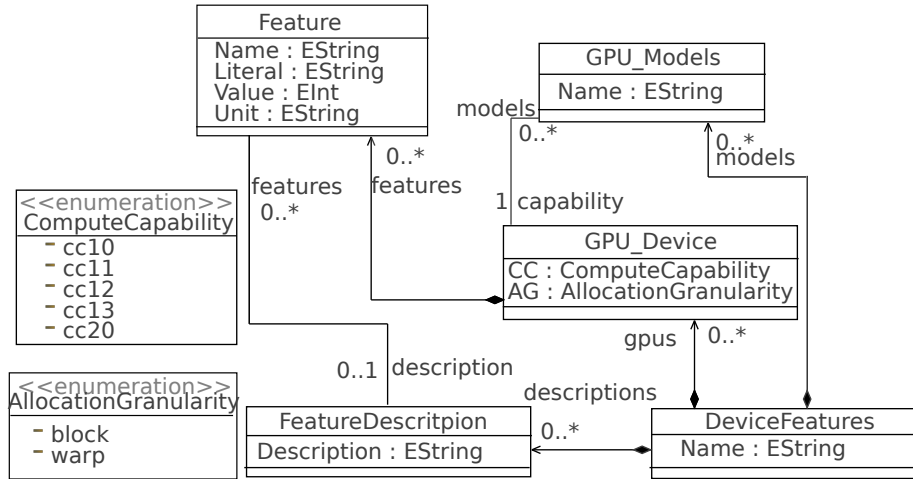 Feature
Name : EString
Literal : EString
Value : EInt
Unit : EString
GPU_Models
Name : EString
models
0..*
0..*
models
0..*
features
features
0..*
1 capability
<<enumeration>>
ComputeCapability
cc10
cc11
cc12
cc13
cc20
GPU_Device
CC : ComputeCapability
AG : AllocationGranularity
gpus
0..*
0..1
description
descriptions
0..*
<<enumeration>>
AllocationGranularity
block
warp
FeatureDescritpion
Description : EString
DeviceFeatures
Name : EString